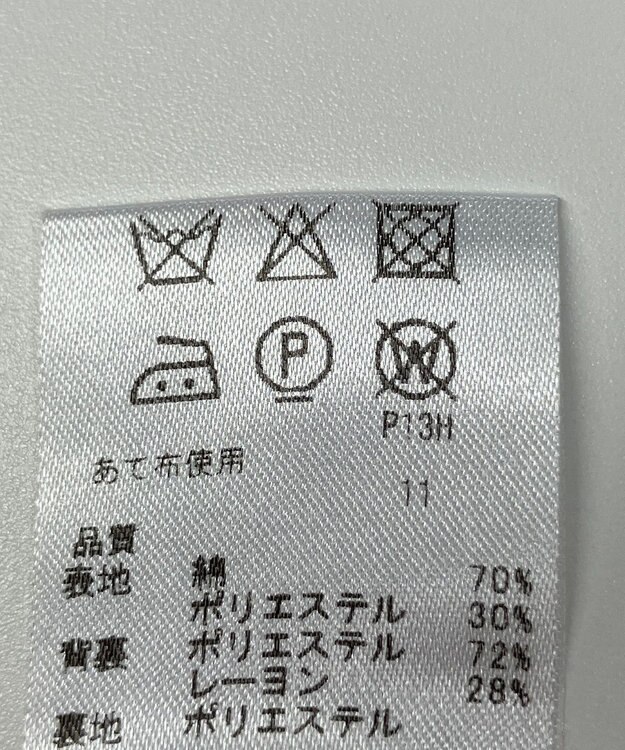 P W
P13H
あて布使用
11
品質
表地 綿 70%
ポリエステル 30%
背裏 ポリエステル 72%
レーヨン 28%
裏地 ポリエステル